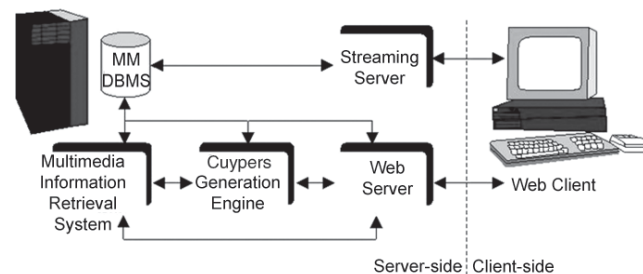 MM
DBMS
Streaming
Server
Multimedia
Information
Retrieval
System
Cuypers
Generation
Engine
Web
Server
Web Client
Server-side
Client-side